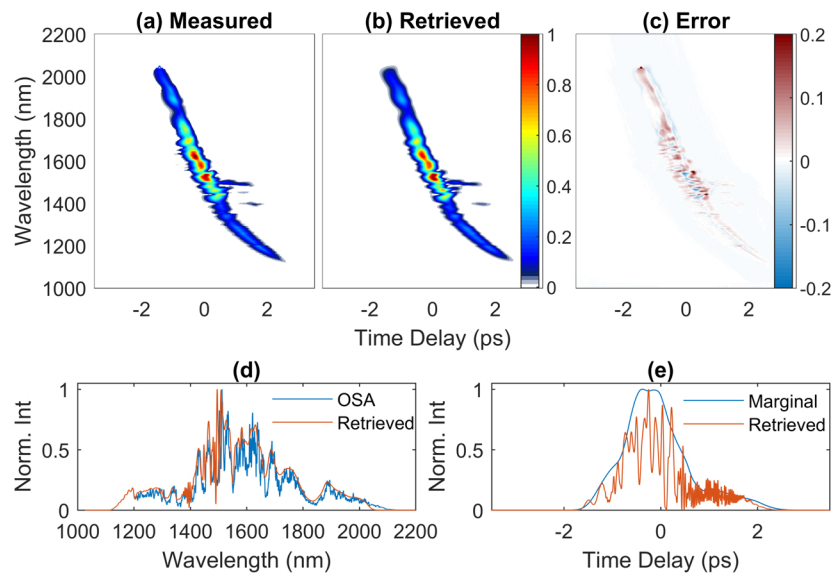 (a) Measured
(b) Retrieved
(c) Error
2200
2000
1800
1600
1400
1200
1000
Wavelength (nm)
-2 0 2
-2 0 2
-2 0 2
Time Delay (ps)
1
0.8
0.6
0.4
0.2
0
0.2
0.1
0
-0.1
-0.2
(d)
1
0.5
0
Norm. Int
OSA
Retrieved
1000 1200 1400 1600 1800 2000 2200
Wavelength (nm)
(e)
1
0.5
0
Norm. Int
Marginal
Retrieved
-2 0 2
Time Delay (ps)